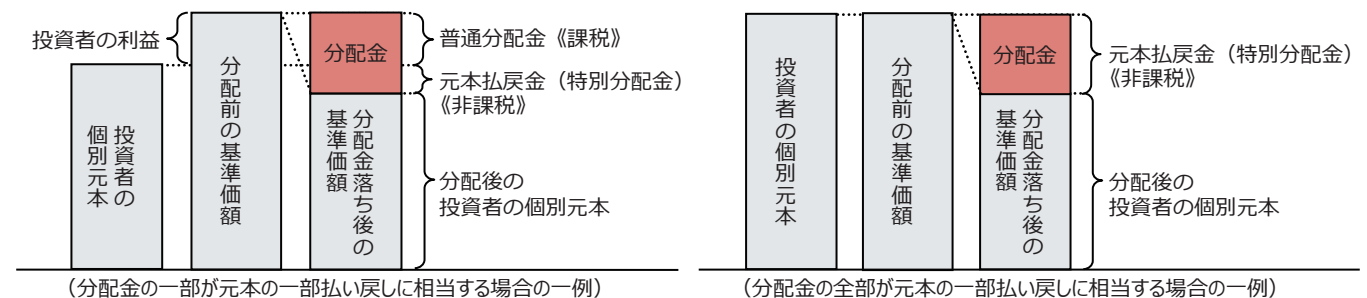 投資者の利益
投資者の
個別元本
分配前の基準価額
分配金
分配金落ち後の
基準価額
普通分配金《課税》
元本払戻金（特別分配金）
《非課税》
分配後の
投資者の個別元本
（分配金の一部が元本の一部払い戻しに相当する場合の一例）
投資者の個別元本
分配前の基準価額
分配金
分配金落ち後の
基準価額
元本払戻金（特別分配金）
《非課税》
分配後の
投資者の個別元本
（分配金の全部が元本の一部払い戻しに相当する場合の一例）